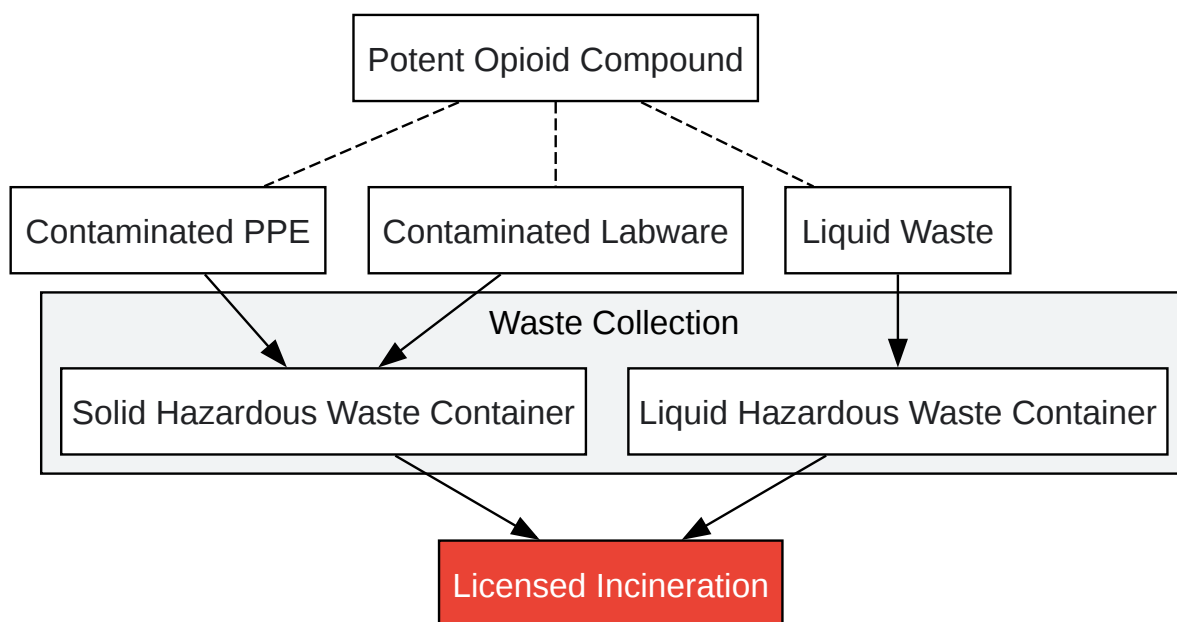 Potent Opioid Compound
Contaminated PPE
Contaminated Labware
Liquid Waste
Waste Collection
Solid Hazardous Waste Container
Liquid Hazardous Waste Container
Licensed Incineration